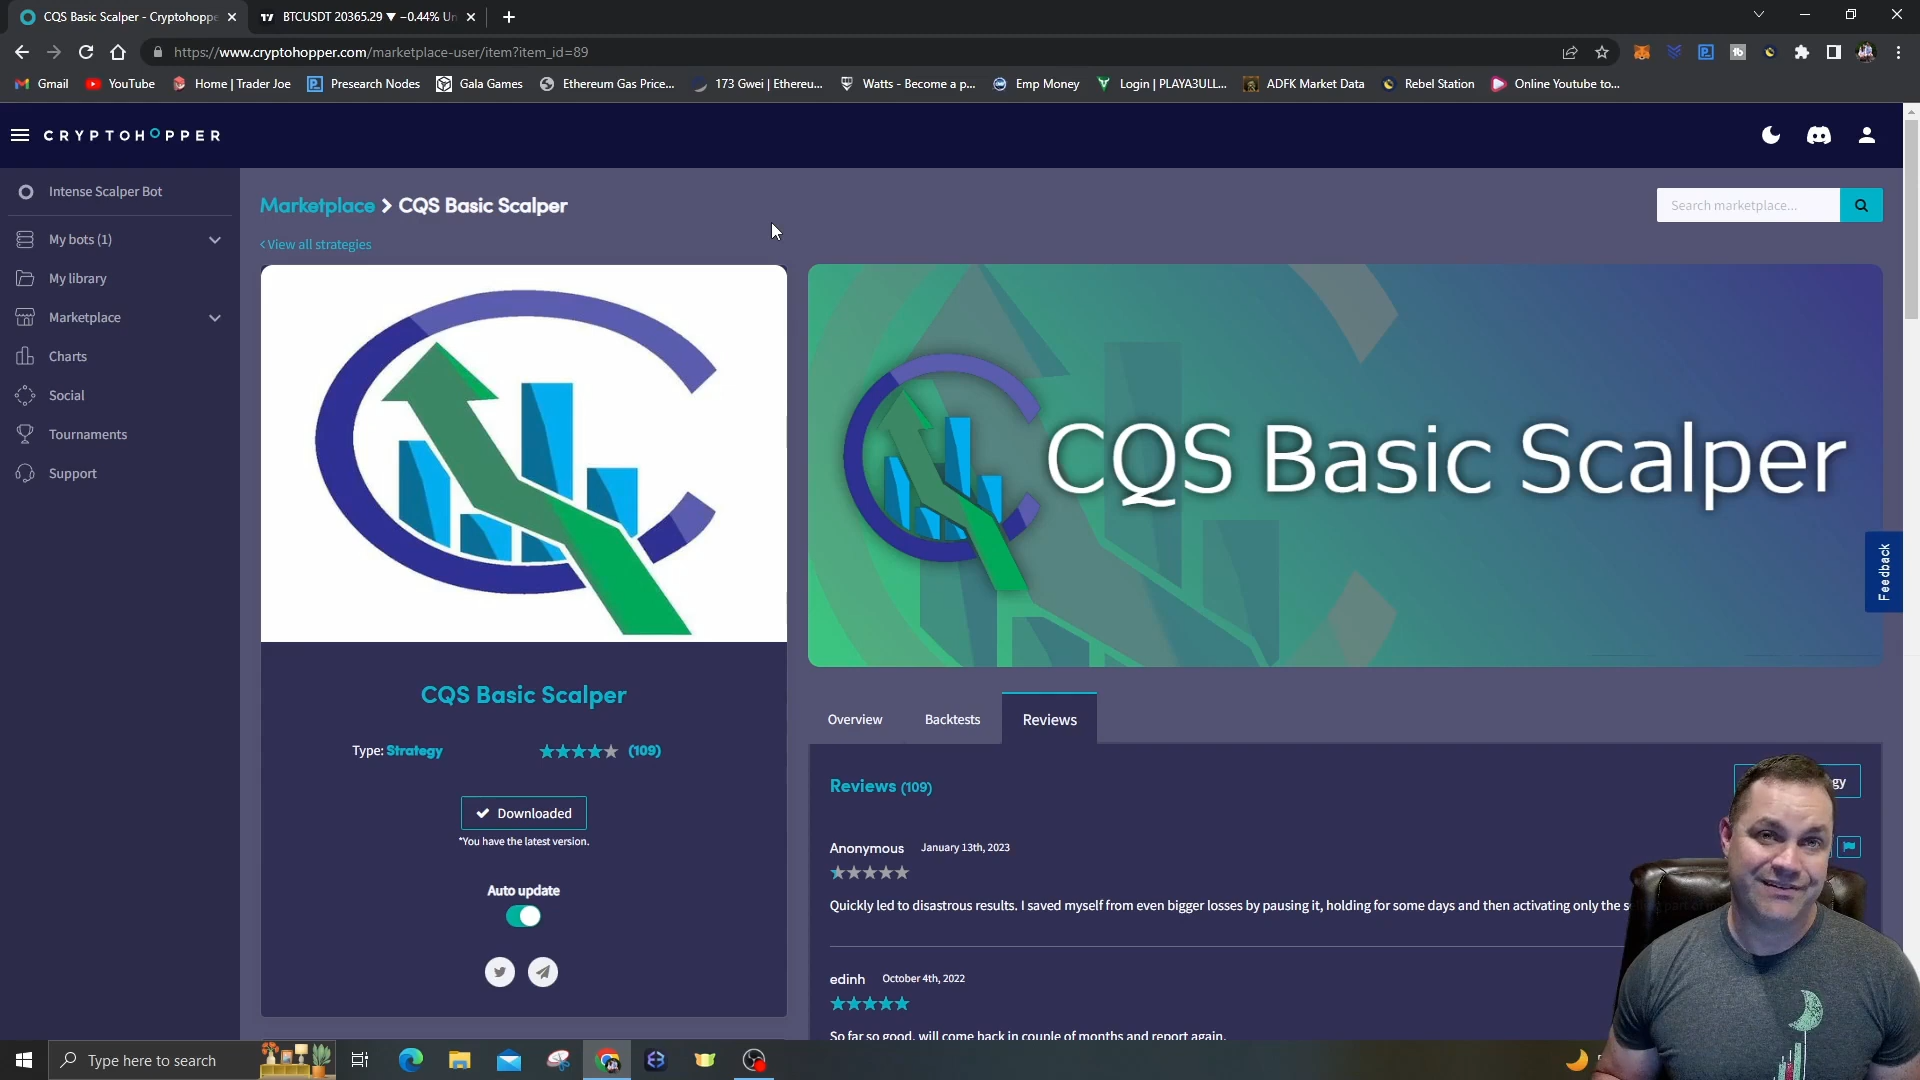 CQS Basic Scalper - Cryptohoppe
BTCUSDT 20365.29 ▼ −0.44% Un
https://www.cryptohopper.com/marketplace-user/item?item_id=89
Gmail
YouTube
Home | Trader Joe
Presearch Nodes
Gala Games
Ethereum Gas Price...
173 Gwei | Ethereu...
Watts - Become a p...
Emp Money
Login | PLAYA3ULL...
ADFK Market Data
Rebel Station
Online Youtube to...
CRYPTOHOPPER
Intense Scalper Bot
My bots (1)
My library
Marketplace
Charts
Social
Tournaments
Support
Marketplace > CQS Basic Scalper
Search marketplace...
< View all strategies
CQS Basic Scalper
Feedback
CQS Basic Scalper
Type: Strategy
(109)
Downloaded
*You have the latest version.
Auto update
Overview
Backtests
Reviews
Reviews (109)
gy
Anonymous January 13th, 2023
Quickly led to disastrous results. I saved myself from even bigger losses by pausing it, holding for some days and then activating only the s
edinh October 4th, 2022
So far so good, will come back in couple of months and report again.
Type here to search